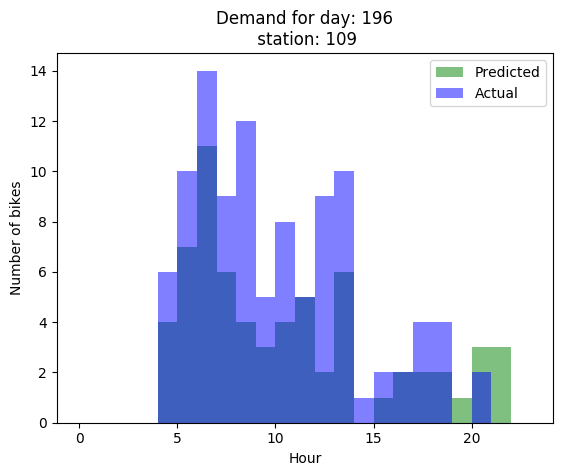 Demand for day: 196
station: 109
Predicted
Actual
Number of bikes
14
12
10
8
6
4
2
0
0 5 10 15 20
Hour